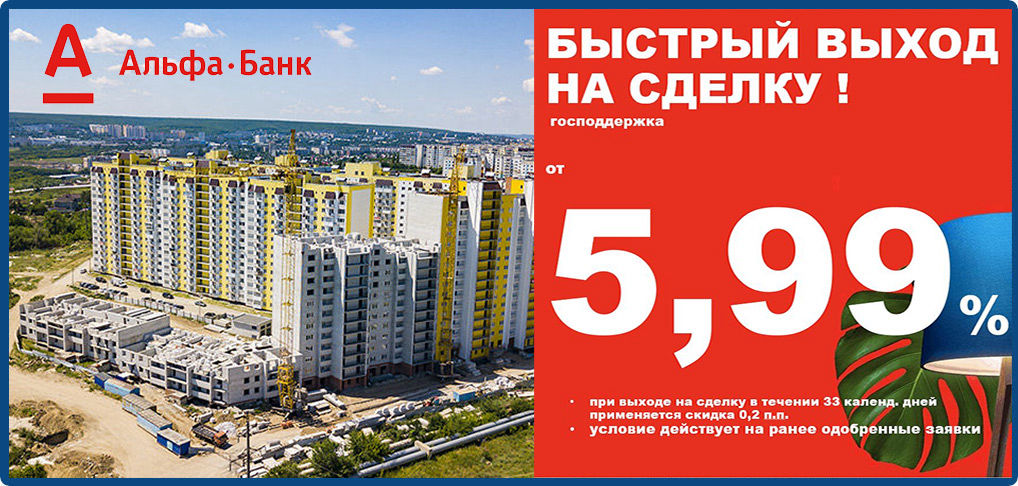 А
Альфа·Банк
БЫСТРЫЙ ВЫХОД
НА СДЕЛКУ !
господдержка
от
5,99 %
• при выходе на сделку в течении 33 календ. дней
применяется скидка 0,2 п.п.
• условие действует на ранее одобренные заявки